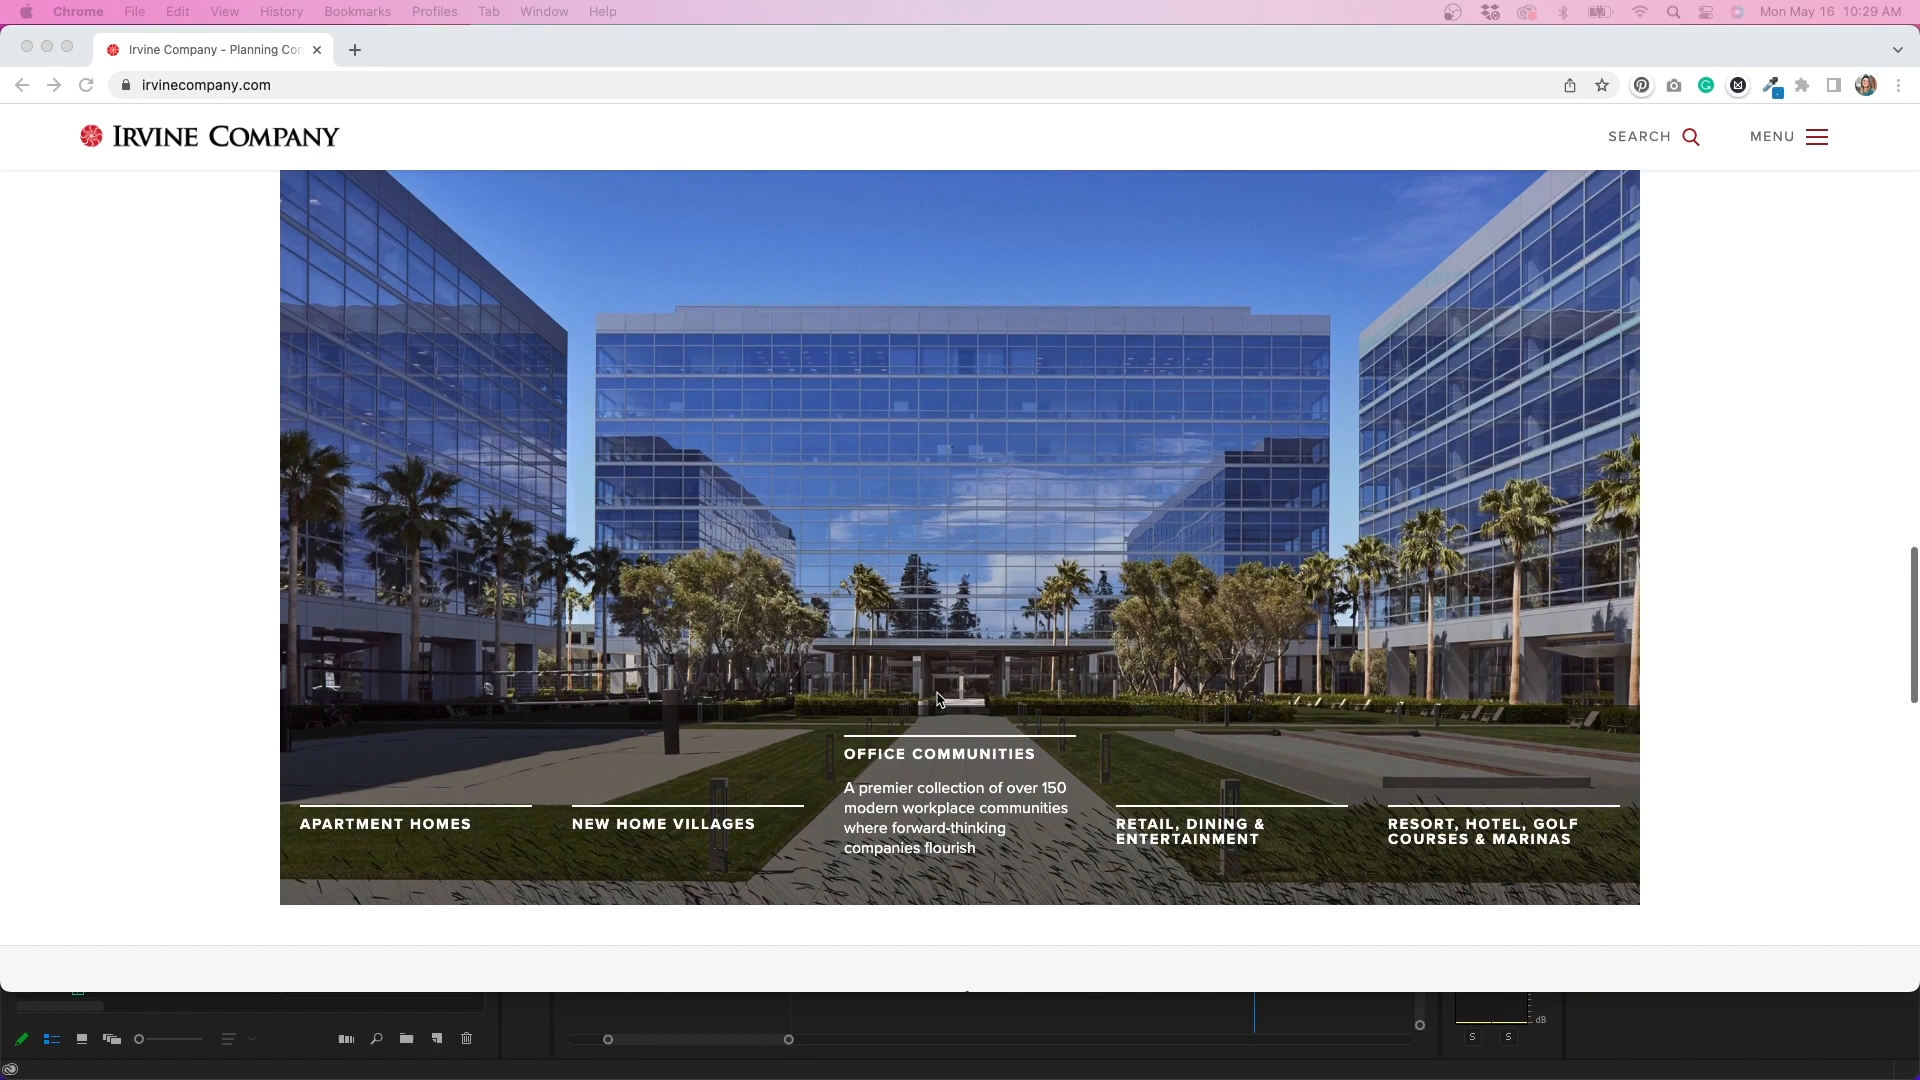 Chrome File Edit View History Bookmarks Profiles Tab Window Help Mon May 16 10:29 AM
Irvine Company - Planning Con
irvinecompany.com
IRVINE COMPANY SEARCH MENU
OFFICE COMMUNITIES
A premier collection of over 150
modern workplace communities
where forward-thinking
companies flourish
APARTMENT HOMES
NEW HOME VILLAGES
RETAIL, DINING &
ENTERTAINMENT
RESORT, HOTEL, GOLF
COURSES & MARINAS
dB
S S